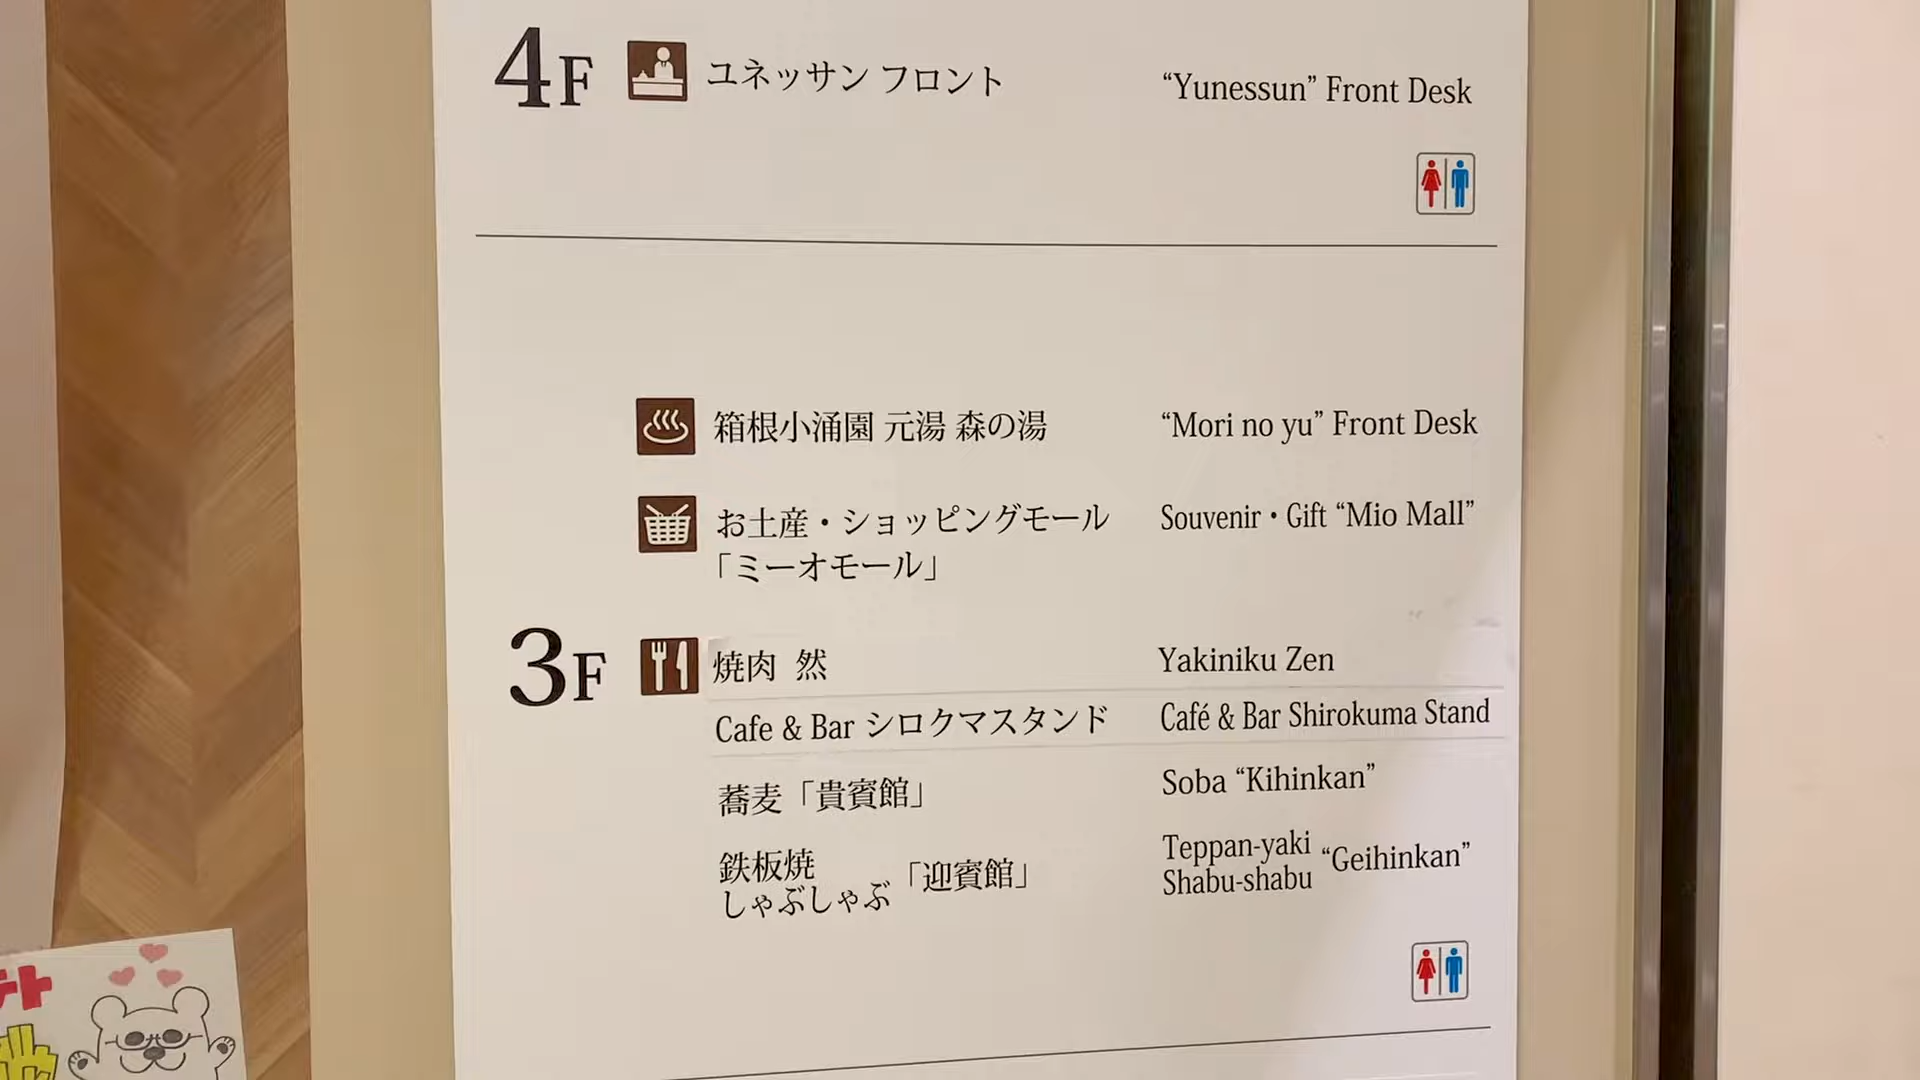 4F ユネッサン フロント "Yunessun" Front Desk
箱根小涌園 元湯 森の湯 "Mori no yu" Front Desk
お土産・ショッピングモール Souvenir・Gift "Mio Mall"
「ミーオモール」
3F 焼肉 然 Yakiniku Zen
Cafe & Bar シロクマスタンド Café & Bar Shirokuma Stand
蕎麦「貴賓館」 Soba "Kihinkan"
鉄板焼 Teppan-yaki
しゃぶしゃぶ 「迎賓館」 Shabu-shabu "Geihinkan"